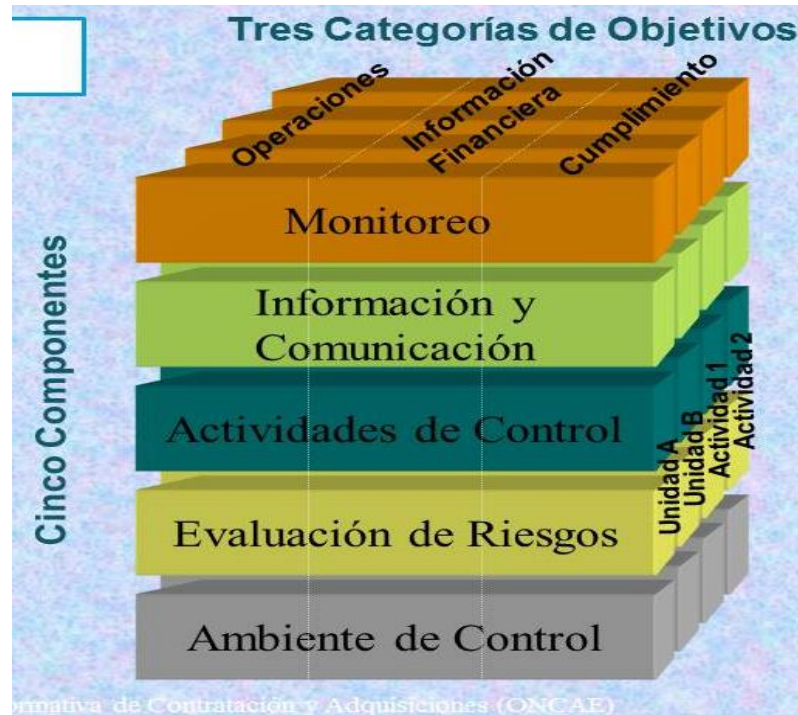 Tres Categorías de Objetivos
Operaciones
Información
Financiera
Cumplimiento
Cinco Componentes
Monitoreo
Información y
Comunicación
Actividades de Control
Evaluación de Riesgos
Ambiente de Control
Unidad A
Unidad B
Actividad 1
Actividad 2
ormativa de Contratación y Adquisiciones (ONCAE)